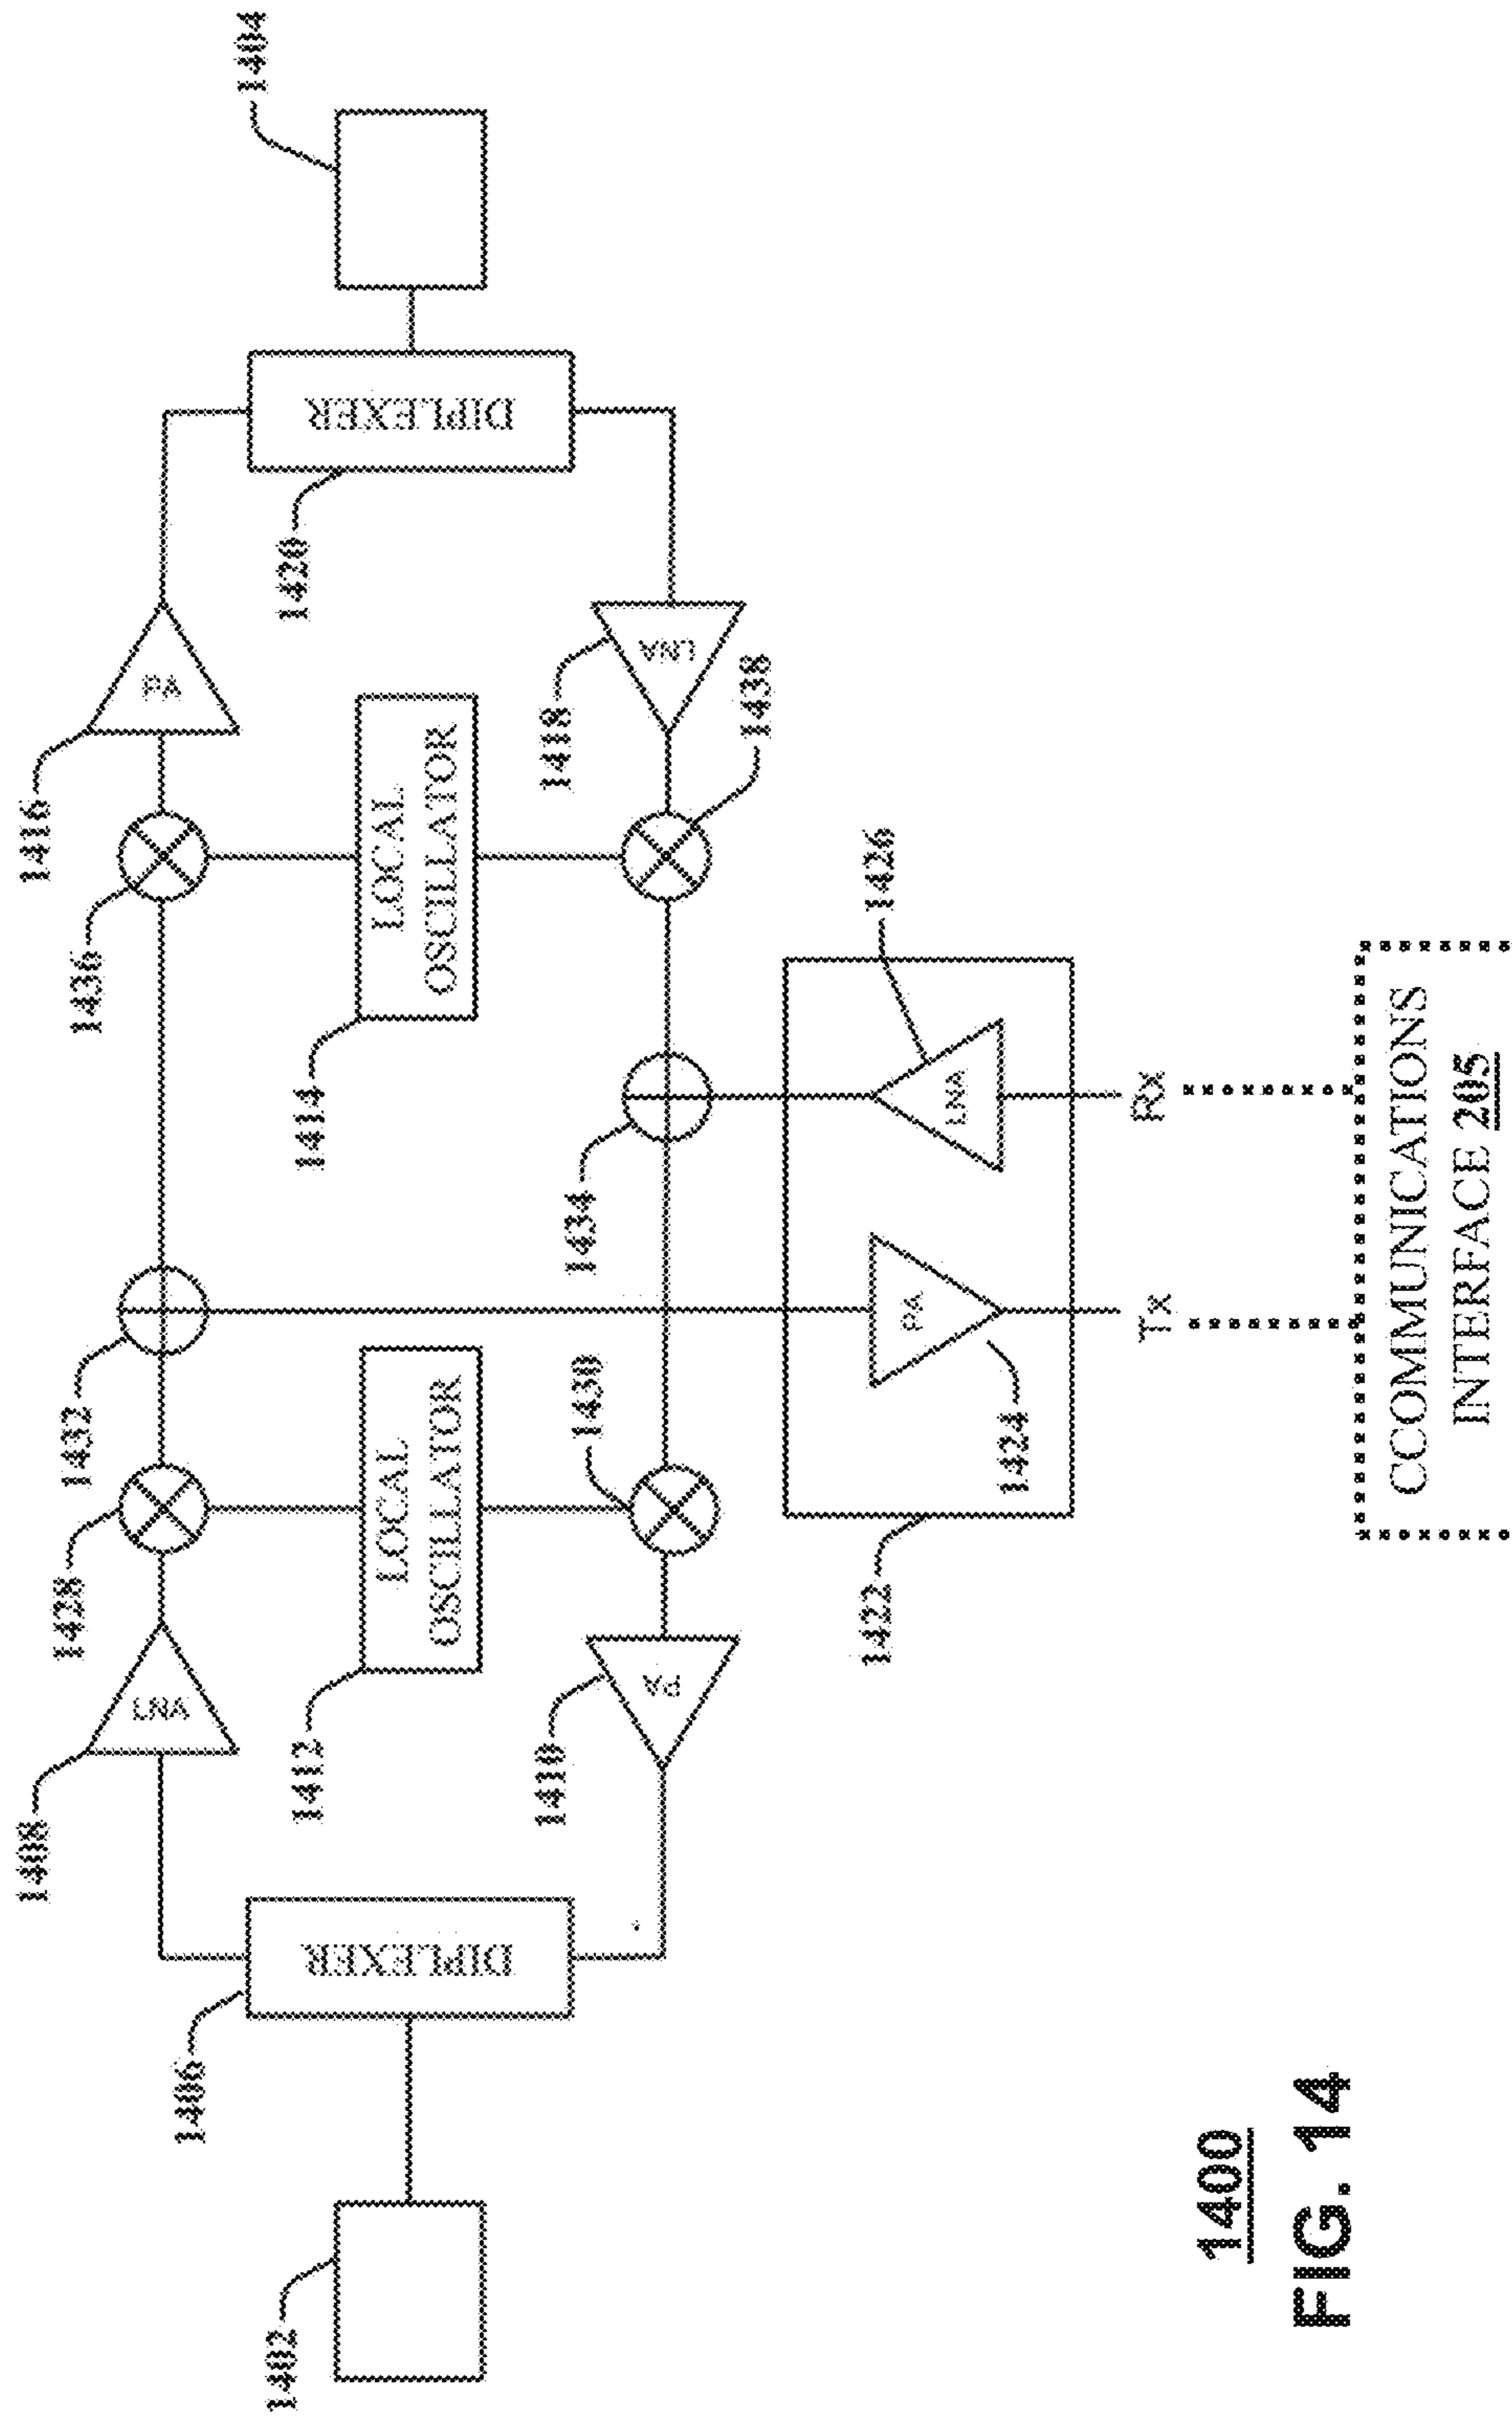 1404
1416
PA
DIPLEXER
1420
1436
LOCAL
OSCILLATOR
1418
LNA
1438
1414
1426
1434
LNA
Rx
1432
1428
LOCAL
OSCILLATOR
1430
PA
1424
Tx
CCOMMUNICATIONS
INTERFACE 205
1408
LNA
1412
1410
PA
1422
DIPLEXER
1406
1402
1400
FIG. 14